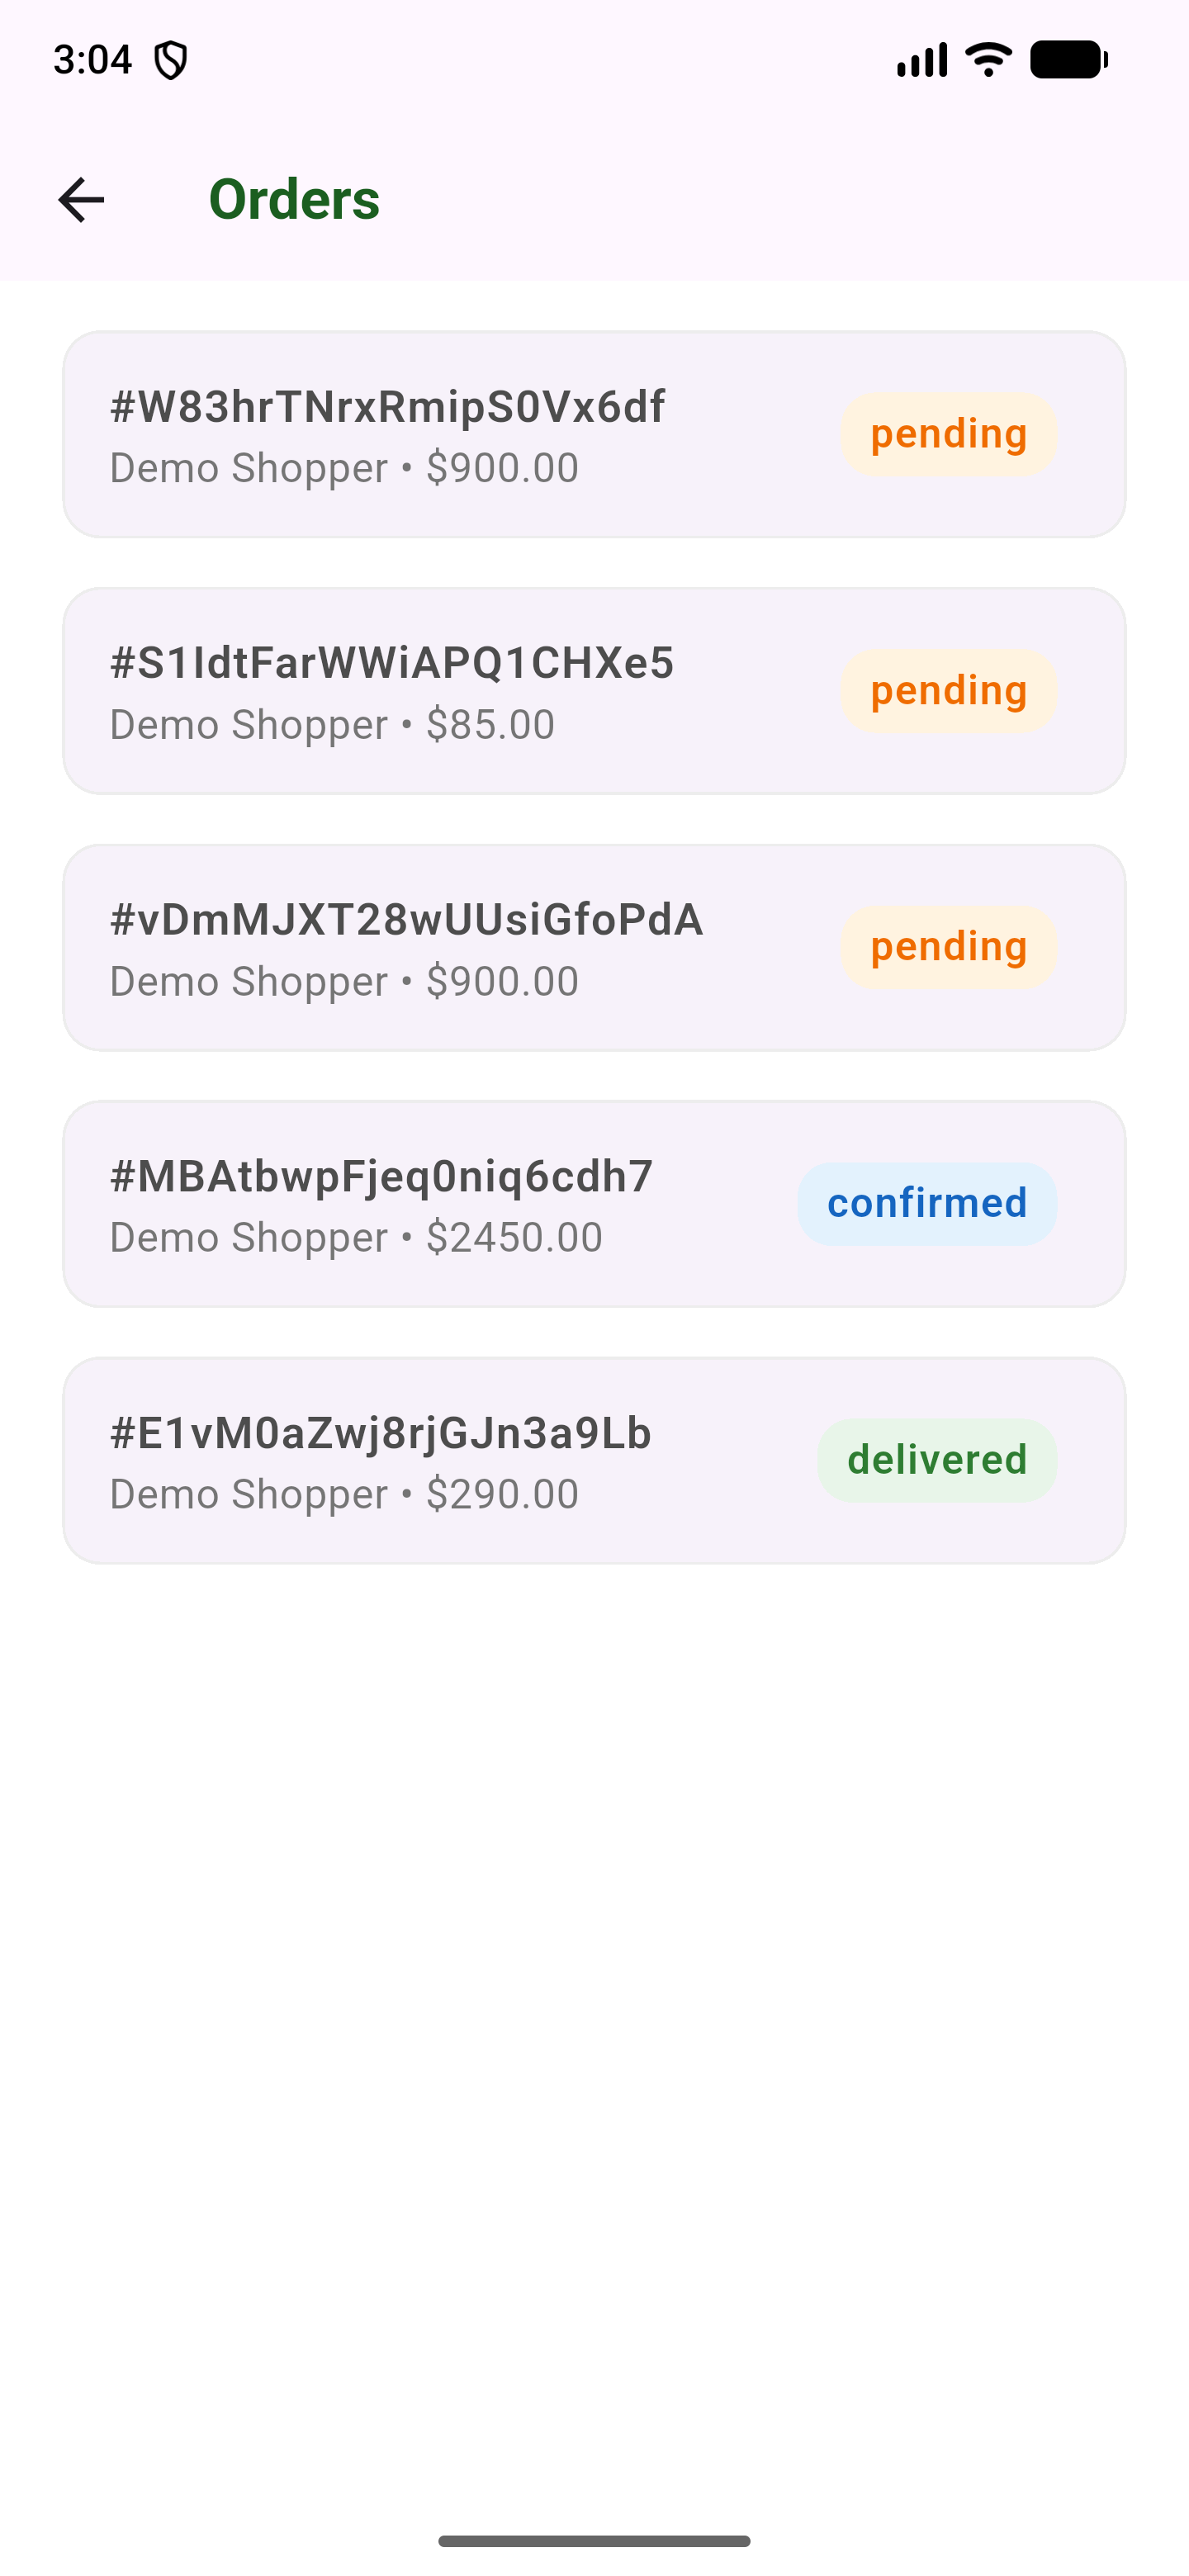 3:04
Orders
#W83hrTNrxRmipS0Vx6df
Demo Shopper • $900.00
pending
#S1IdtFarWWiAPQ1CHXe5
Demo Shopper • $85.00
pending
#vDmMJXT28wUUsiGfoPdA
Demo Shopper • $900.00
pending
#MBAtbwpFjeq0niq6cdh7
Demo Shopper • $2450.00
confirmed
#E1vM0aZwj8rjGJn3a9Lb
Demo Shopper • $290.00
delivered